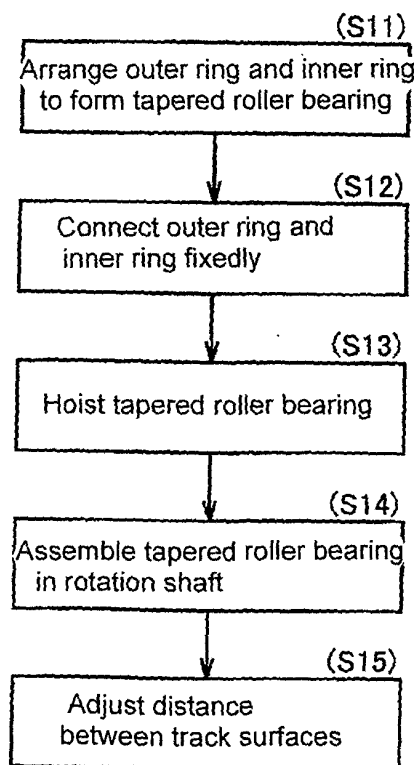 (S11)
Arrange outer ring and inner ring
to form tapered roller bearing
(S12)
Connect outer ring and
inner ring fixedly
(S13)
Hoist tapered roller bearing
(S14)
Assemble tapered roller bearing
in rotation shaft
(S15)
Adjust distance
between track surfaces